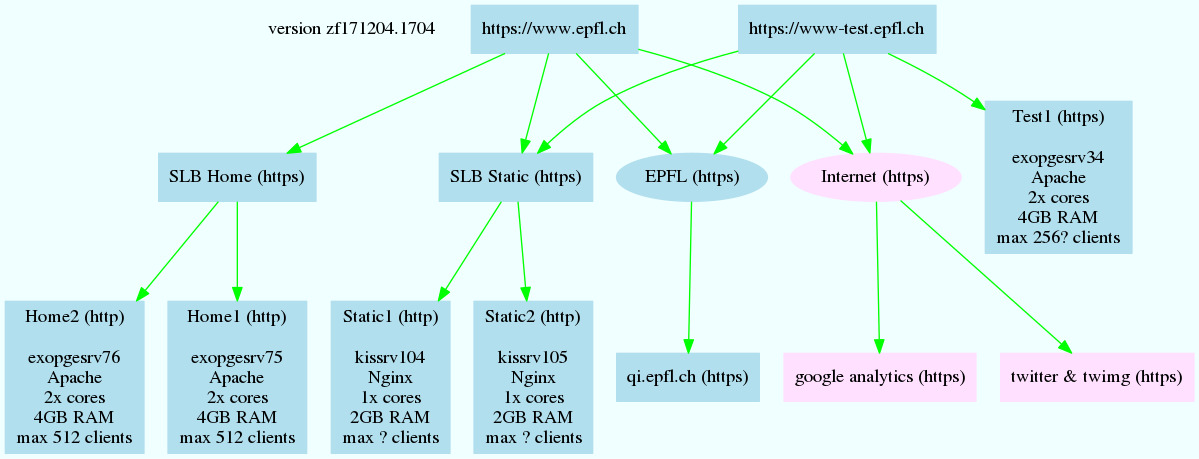 version zf171204.1704
https://www.epfl.ch
https://www-test.epfl.ch
SLB Home (https)
SLB Static (https)
EPFL (https)
Internet (https)
Test1 (https)
exopgesrv34
Apache
2x cores
4GB RAM
max 256? clients
Home2 (http)
exopgesrv76
Apache
2x cores
4GB RAM
max 512 clients
Home1 (http)
exopgesrv75
Apache
2x cores
4GB RAM
max 512 clients
Static1 (http)
kissrv104
Nginx
1x cores
2GB RAM
max ? clients
Static2 (http)
kissrv105
Nginx
1x cores
2GB RAM
max ? clients
qi.epfl.ch (https)
google analytics (https)
twitter & twimg (https)